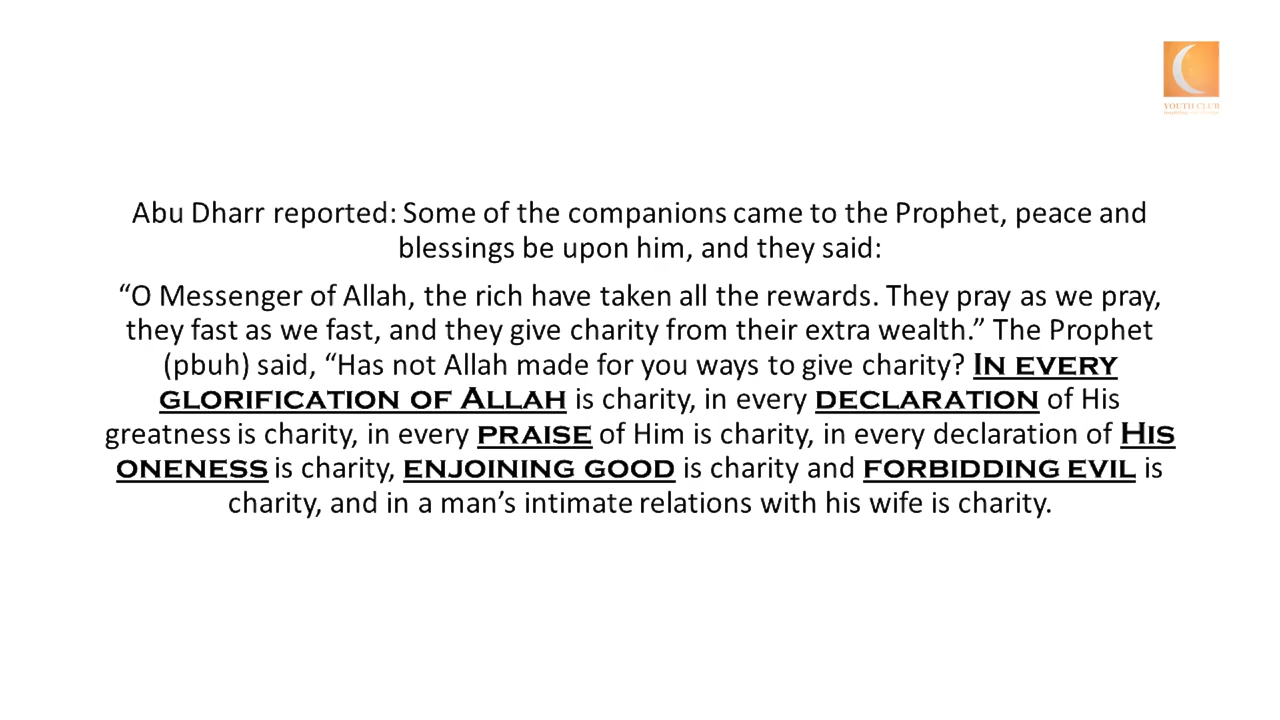 YOUTH CLUB
Abu Dharr reported: Some of the companions came to the Prophet, peace and
blessings be upon him, and they said:
“O Messenger of Allah, the rich have taken all the rewards. They pray as we pray,
they fast as we fast, and they give charity from their extra wealth.” The Prophet
(pbuh) said, “Has not Allah made for you ways to give charity? In every
glorification of Allah is charity, in every declaration of His
greatness is charity, in every praise of Him is charity, in every declaration of His
oneness is charity, enjoining good is charity and forbidding evil is
charity, and in a man’s intimate relations with his wife is charity.